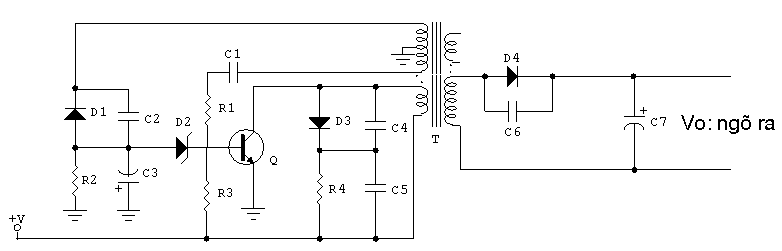 C1
D4
D1
C2
D2
R1
D3
C4
C6
C7
Vo: ngõ ra
T
Q
R2
C3
R3
R4
C5
+V
+
+